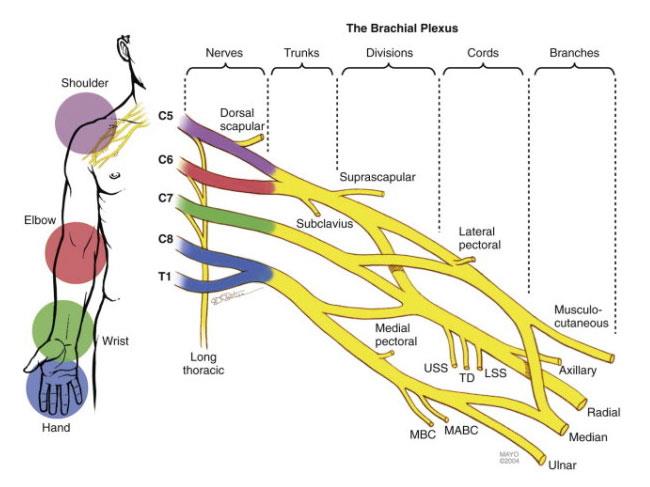 The Brachial Plexus
Nerves
Trunks
Divisions
Cords
Branches
Shoulder
C5
Dorsal
scapular
C6
Suprascapular
C7
Subclavius
Elbow
C8
Lateral
pectoral
T1
Musculo-
cutaneous
Medial
pectoral
Wrist
Long
thoracic
USS
TD
LSS
Axillary
Radial
Hand
MBC
MABC
Median
MAYO
©2004
Ulnar